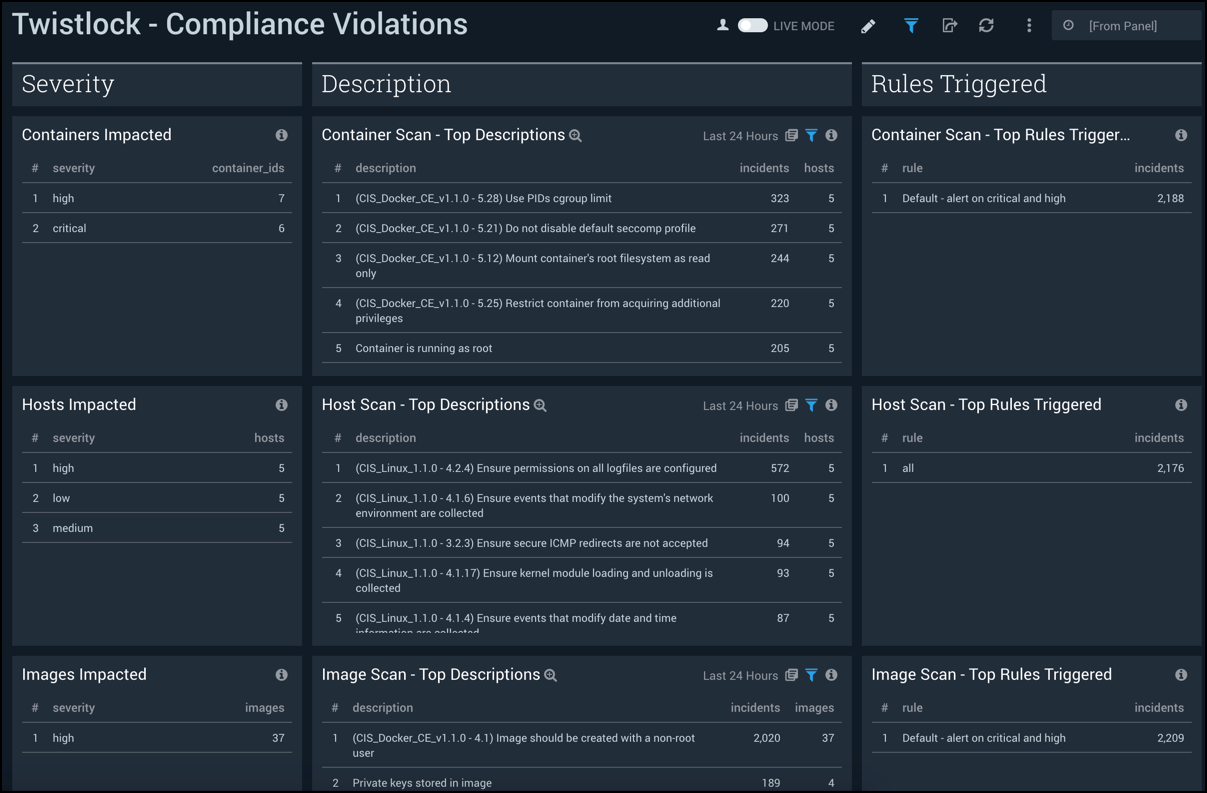 Twistlock - Compliance Violations
LIVE MODE
[From Panel]
Severity
Description
Rules Triggered
Containers Impacted
# severity container_ids
1 high 7
2 critical 6
Container Scan - Top Descriptions
Last 24 Hours
# description incidents hosts
1 (CIS_Docker_CE_v1.1.0 - 5.28) Use PIDs cgroup limit 323 5
2 (CIS_Docker_CE_v1.1.0 - 5.21) Do not disable default seccomp profile 271 5
3 (CIS_Docker_CE_v1.1.0 - 5.12) Mount container's root filesystem as read 244 5
only
4 (CIS_Docker_CE_v1.1.0 - 5.25) Restrict container from acquiring additional 220 5
privileges
5 Container is running as root 205 5
Container Scan - Top Rules Trigger...
# rule incidents
1 Default - alert on critical and high 2,188
Hosts Impacted
# severity hosts
1 high 5
2 low 5
3 medium 5
Host Scan - Top Descriptions
Last 24 Hours
# description incidents hosts
1 (CIS_Linux_1.1.0 - 4.2.4) Ensure permissions on all logfiles are configured 572 5
2 (CIS_Linux_1.1.0 - 4.1.6) Ensure events that modify the system's network 100 5
environment are collected
3 (CIS_Linux_1.1.0 - 3.2.3) Ensure secure ICMP redirects are not accepted 94 5
4 (CIS_Linux_1.1.0 - 4.1.17) Ensure kernel module loading and unloading is 93 5
collected
5 (CIS_Linux_1.1.0 - 4.1.4) Ensure events that modify date and time 87 5
information are collected
Host Scan - Top Rules Triggered
# rule incidents
1 all 2,176
Images Impacted
# severity images
1 high 37
Image Scan - Top Descriptions
Last 24 Hours
# description incidents images
1 (CIS_Docker_CE_v1.1.0 - 4.1) Image should be created with a non-root 2,020 37
user
2 Private keys stored in image 189 4
Image Scan - Top Rules Triggered
# rule incidents
1 Default - alert on critical and high 2,209